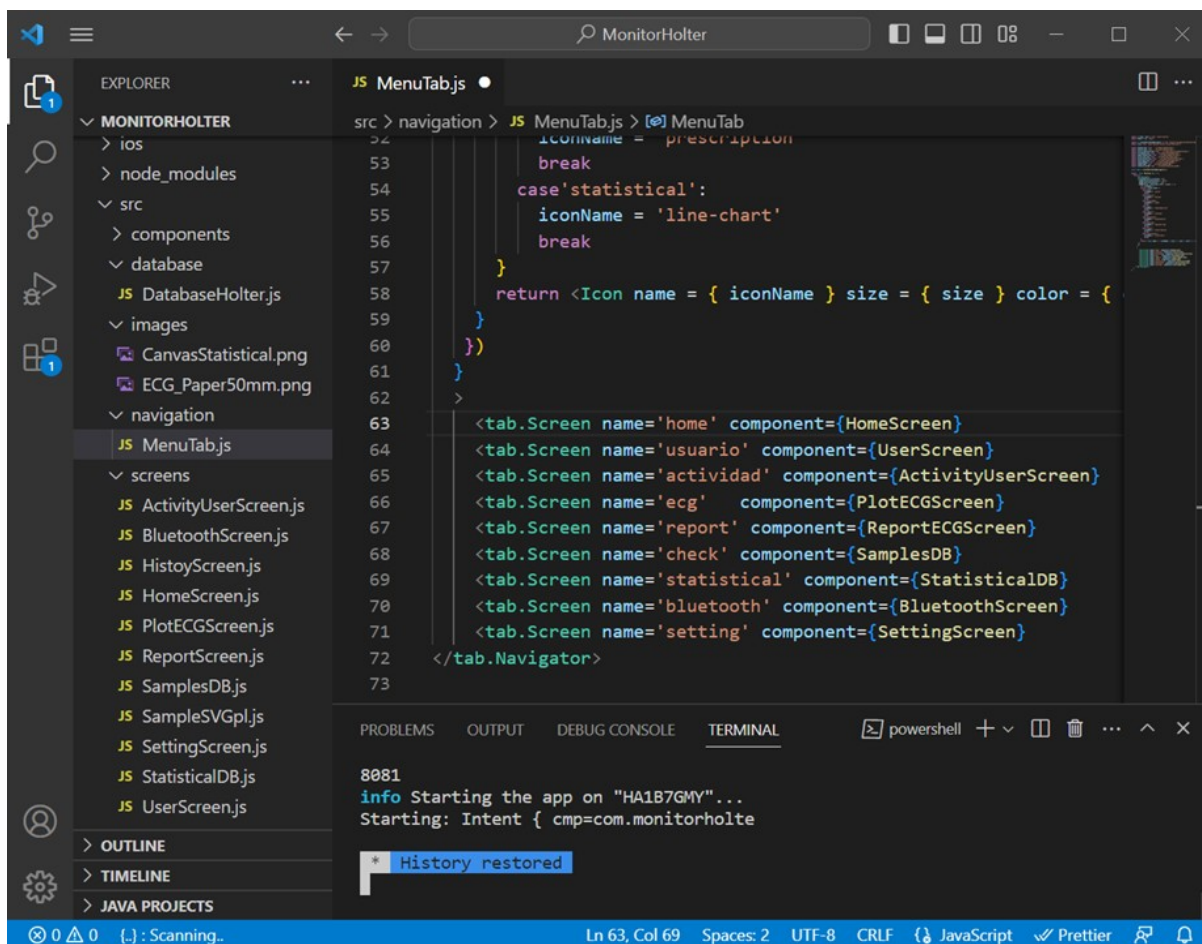 MonitorHolter
EXPLORER ...
MONITORHOLTER
> ios
> node_modules
src
> components
database
JS DatabaseHolter.js
images
CanvasStatistical.png
ECG_Paper50mm.png
navigation
JS MenuTab.js
screens
JS ActivityUserScreen.js
JS BluetoothScreen.js
JS HistoyScreen.js
JS HomeScreen.js
JS PlotECGScreen.js
JS ReportScreen.js
JS SamplesDB.js
JS SampleSVGpl.js
JS SettingScreen.js
JS StatisticalDB.js
JS UserScreen.js
> OUTLINE
> TIMELINE
> JAVA PROJECTS
1
1
JS MenuTab.js ●
src > navigation > JS MenuTab.js > MenuTab
52 iconName = 'prescription'
53 break
54 case'statistical':
55 iconName = 'line-chart'
56 break
57 }
58 return <Icon name = { iconName } size = { size } color = {
59 }
60 })
61 }
62 >
63 <tab.Screen name='home' component={HomeScreen}
64 <tab.Screen name='usuario' component={UserScreen}
65 <tab.Screen name='actividad' component={ActivityUserScreen}
66 <tab.Screen name='ecg' component={PlotECGScreen}
67 <tab.Screen name='report' component={ReportECGScreen}
68 <tab.Screen name='check' component={SamplesDB}
69 <tab.Screen name='statistical' component={StatisticalDB}
70 <tab.Screen name='bluetooth' component={BluetoothScreen}
71 <tab.Screen name='setting' component={SettingScreen}
72 </tab.Navigator>
73
PROBLEMS OUTPUT DEBUG CONSOLE TERMINAL powershell
8081
info Starting the app on "HA1B7GMY"...
Starting: Intent { cmp=com.monitorholte
* History restored
0 0 {..} : Scanning.. Ln 63, Col 69 Spaces: 2 UTF-8 CRLF JavaScript Prettier